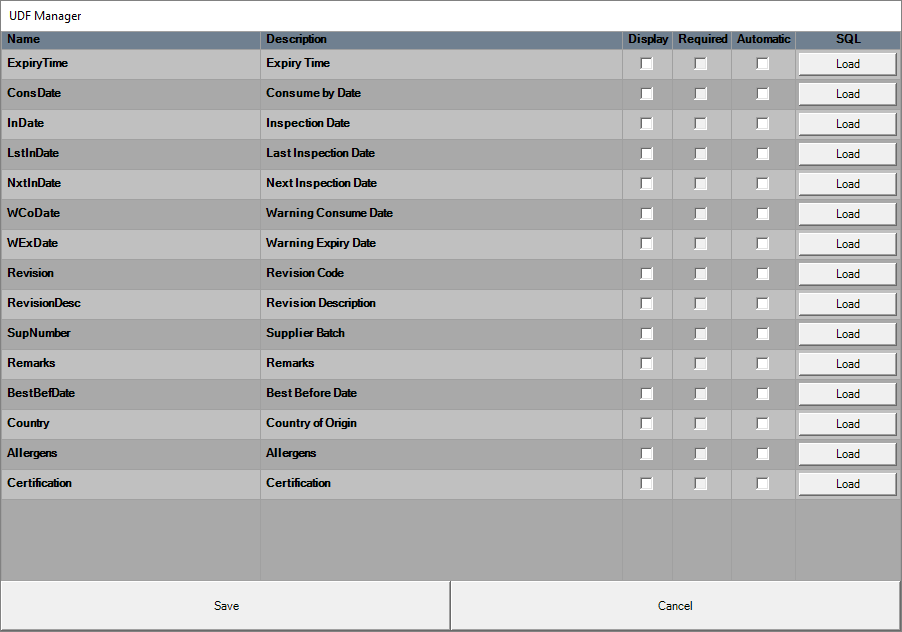 UDF Manager
Name Description Display Required Automatic SQL
ExpiryTime Expiry Time Load
ConsDate Consume by Date Load
InDate Inspection Date Load
LstInDate Last Inspection Date Load
NxtInDate Next Inspection Date Load
WCoDate Warning Consume Date Load
WExDate Warning Expiry Date Load
Revision Revision Code Load
RevisionDesc Revision Description Load
SupNumber Supplier Batch Load
Remarks Remarks Load
BestBefDate Best Before Date Load
Country Country of Origin Load
Allergens Allergens Load
Certification Certification Load
Save Cancel